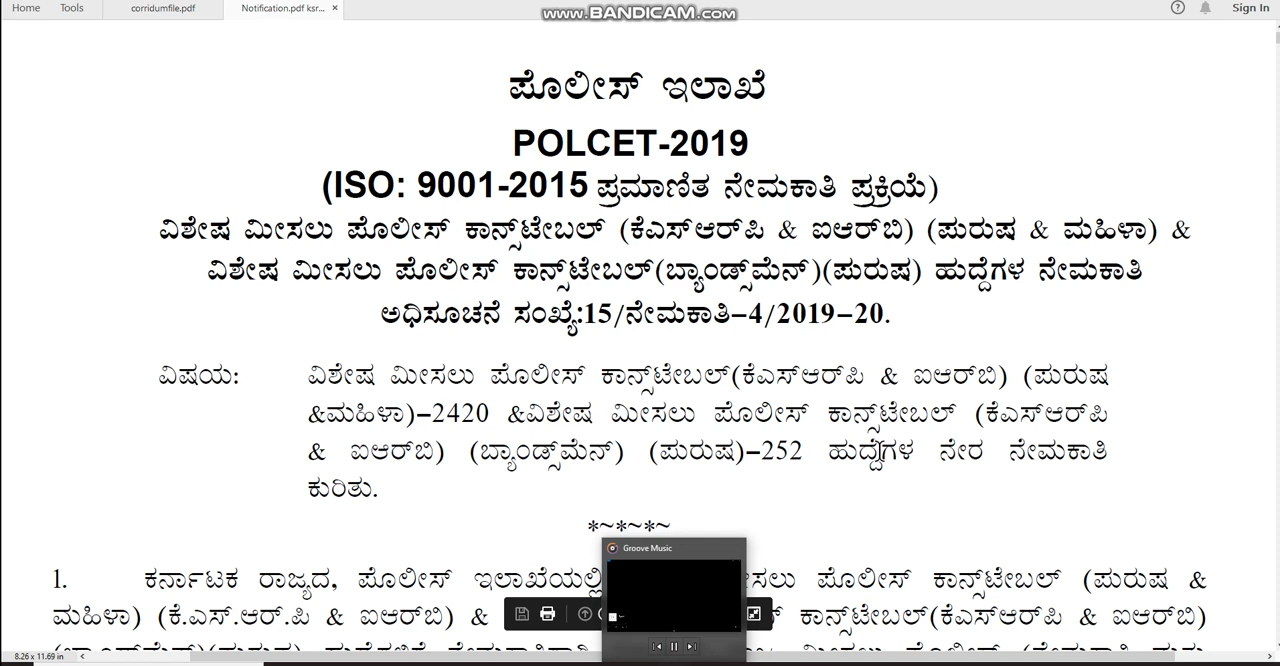 Home Tools corridumfile.pdf Notification.pdf ksr... × Sign In
www.BANDICAM.com
ಪೊಲೀಸ್ ಇಲಾಖೆ
POLCET-2019
(ISO: 9001-2015 ಪ್ರಮಾಣಿತ ನೇಮಕಾತಿ ಪ್ರಕ್ರಿಯೆ)
ವಿಶೇಷ ಮೀಸಲು ಪೊಲೀಸ್ ಕಾನ್ಸ್‌ಟೇಬಲ್ (ಕೆಎಸ್‌ಆರ್‌ಪಿ & ಐಆರ್‌ಬಿ) (ಪುರುಷ & ಮಹಿಳಾ) &
ವಿಶೇಷ ಮೀಸಲು ಪೊಲೀಸ್ ಕಾನ್ಸ್‌ಟೇಬಲ್(ಬ್ಯಾಂಡ್ಸ್‌ಮೆನ್)(ಪುರುಷ) ಹುದ್ದೆಗಳ ನೇಮಕಾತಿ
ಅಧಿಸೂಚನೆ ಸಂಖ್ಯೆ:15/ನೇಮಕಾತಿ-4/2019-20.
ವಿಷಯ: ವಿಶೇಷ ಮೀಸಲು ಪೊಲೀಸ್ ಕಾನ್ಸ್‌ಟೇಬಲ್(ಕೆಎಸ್‌ಆರ್‌ಪಿ & ಐಆರ್‌ಬಿ) (ಪುರುಷ
&ಮಹಿಳಾ)-2420 &ವಿಶೇಷ ಮೀಸಲು ಪೊಲೀಸ್ ಕಾನ್ಸ್‌ಟೇಬಲ್ (ಕೆಎಸ್‌ಆರ್‌ಪಿ
& ಐಆರ್‌ಬಿ) (ಬ್ಯಾಂಡ್ಸ್‌ಮೆನ್) (ಪುರುಷ)-252 ಹುದ್ದೆಗಳ ನೇರ ನೇಮಕಾತಿ
ಕುರಿತು.
*~*~*~
Groove Music
1. ಕರ್ನಾಟಕ ರಾಜ್ಯದ, ಪೊಲೀಸ್ ಇಲಾಖೆಯಲ್ಲಿ ಪೊಲೀಸ್ ಕಾನ್ಸ್‌ಟೇಬಲ್ (ಪುರುಷ &
ಮಹಿಳಾ) (ಕೆ.ಎಸ್.ಆರ್.ಪಿ & ಐಆರ್‌ಬಿ) & ಕಾನ್ಸ್‌ಟೇಬಲ್(ಕೆಎಸ್‌ಆರ್‌ಪಿ & ಐಆರ್‌ಬಿ)
8.26 x 11.69 in